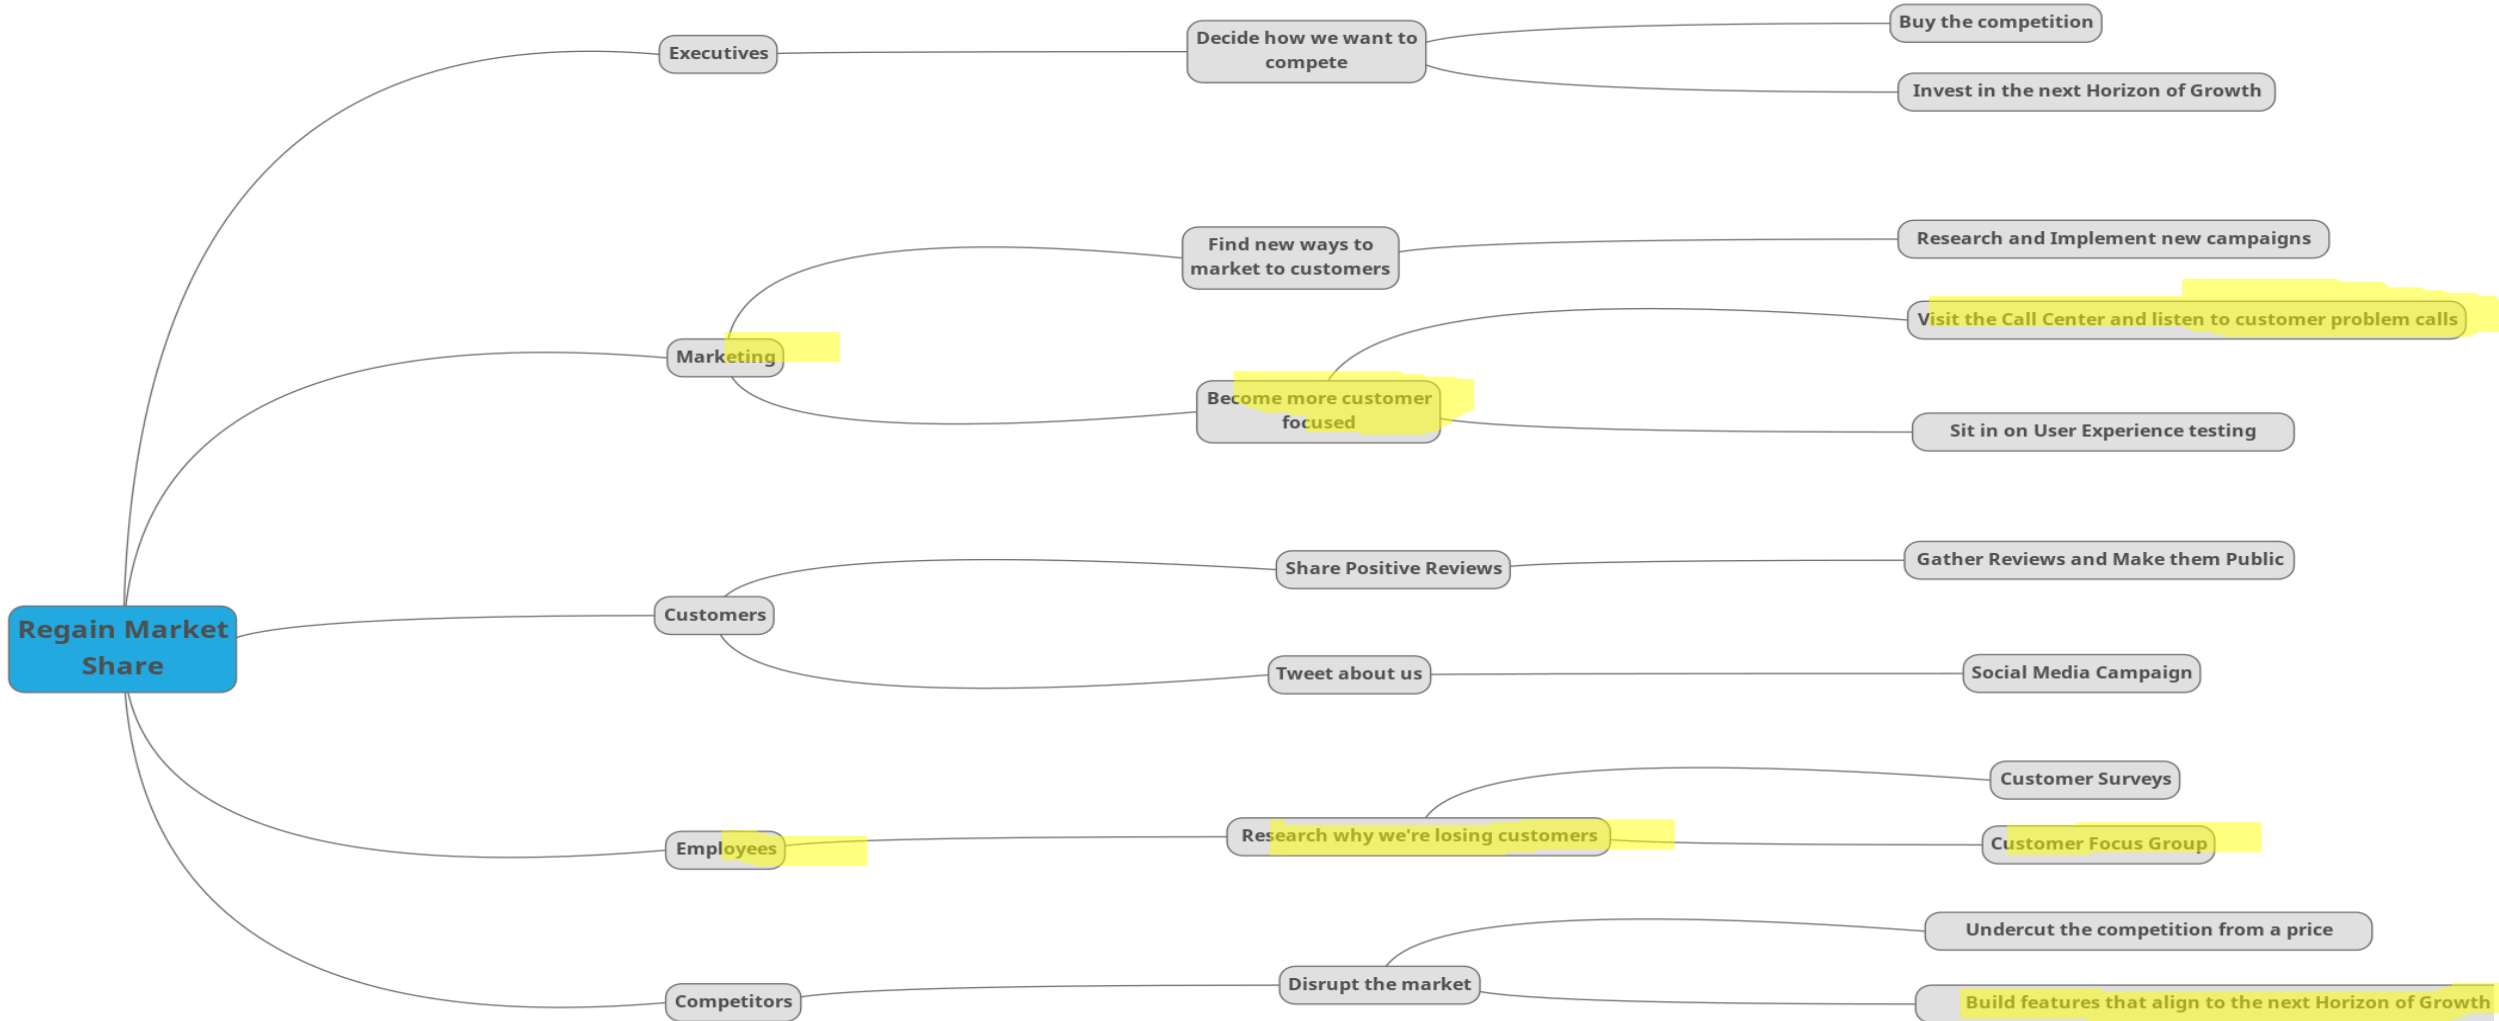 Regain Market
Share
Executives
Decide how we want to
compete
Buy the competition
Invest in the next Horizon of Growth
Marketing
Find new ways to
market to customers
Research and Implement new campaigns
Become more customer
focused
Visit the Call Center and listen to customer problem calls
Sit in on User Experience testing
Customers
Share Positive Reviews
Gather Reviews and Make them Public
Tweet about us
Social Media Campaign
Employees
Research why we're losing customers
Customer Surveys
Customer Focus Group
Competitors
Disrupt the market
Undercut the competition from a price
Build features that align to the next Horizon of Growth